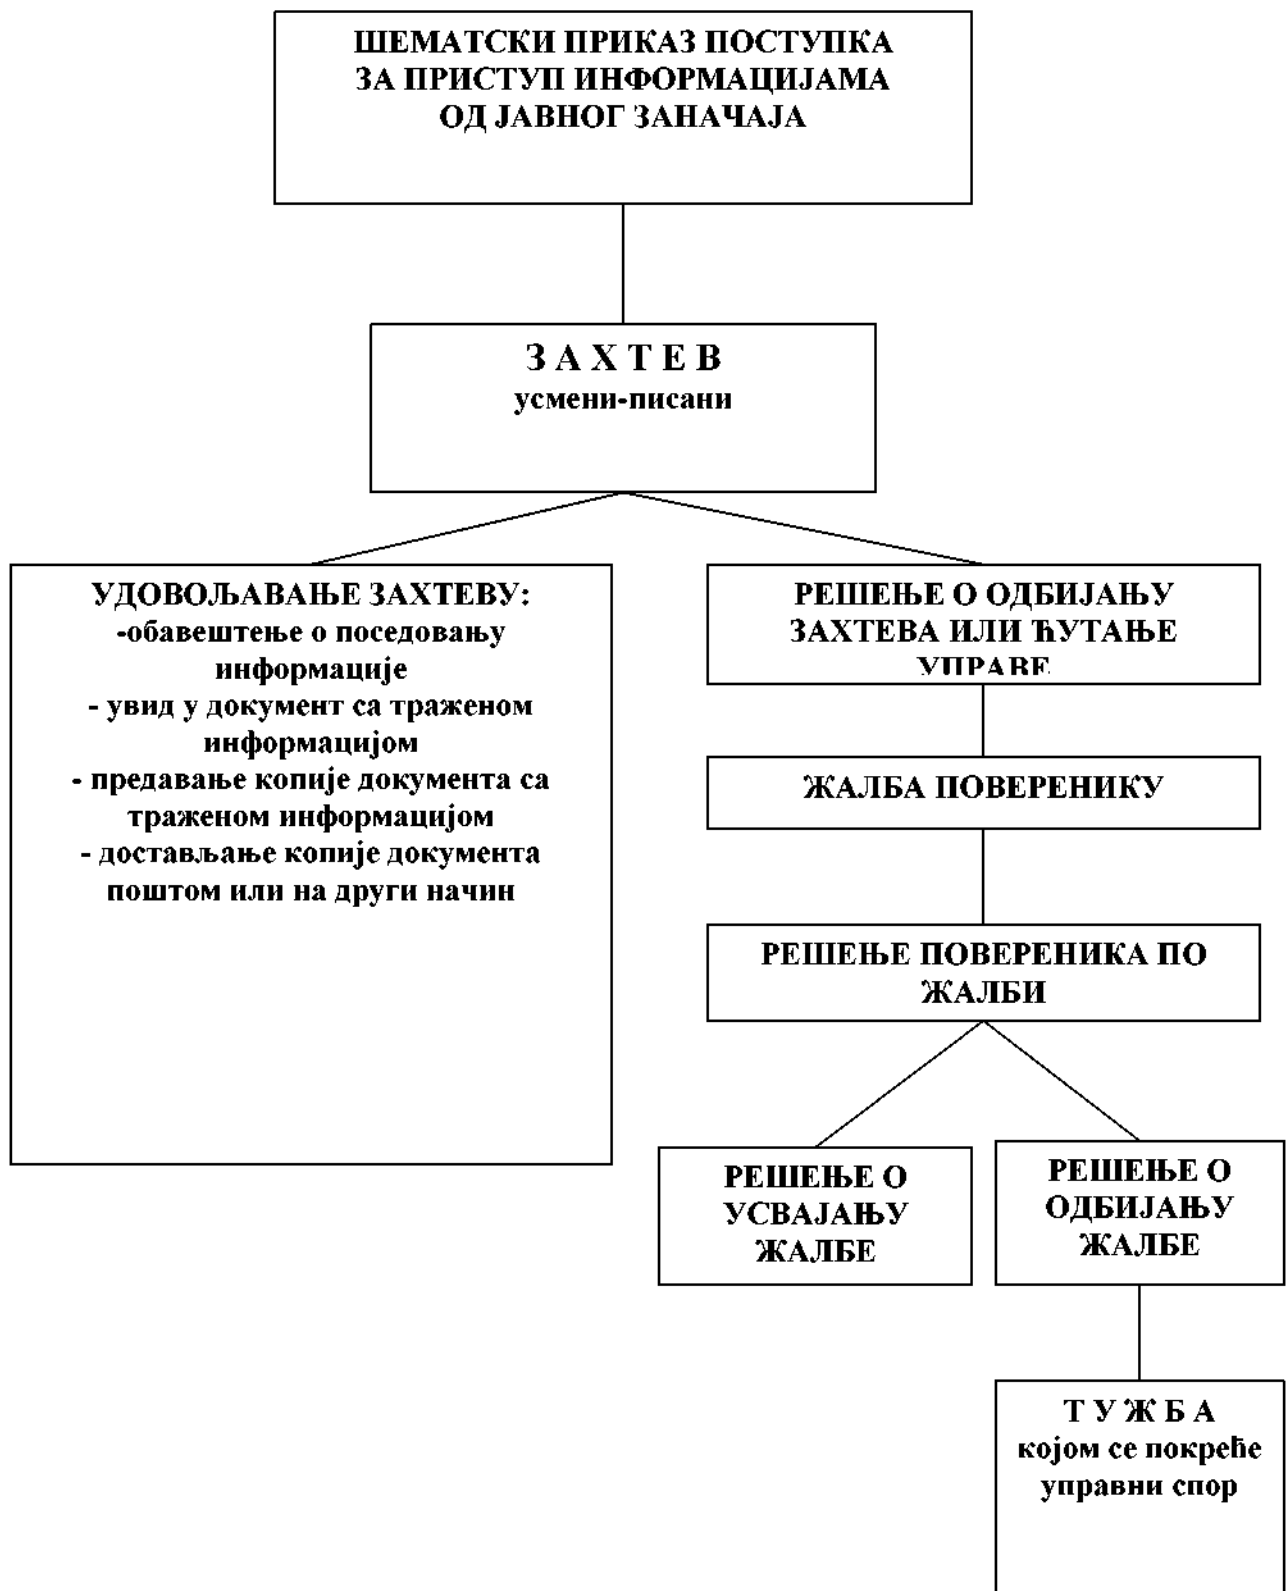 ШЕМАТСКИ ПРИКАЗ ПОСТУПКА
ЗА ПРИСТУП ИНФОРМАЦИЈАМА
ОД ЈАВНОГ ЗАНАЧАЈА
З А Х Т Е В
усмени-писани
УДОВОЉАВАЊЕ ЗАХТЕВУ:
-обавештење о поседовању
информације
- увид у документ са траженом
информацијом
- предавање копије документа са
траженом информацијом
- достављање копије документа
поштом или на други начин
РЕШЕЊЕ О ОДБИЈАЊУ
ЗАХТЕВА ИЛИ ЋУТАЊЕ
УПРАВЕ
ЖАЛБА ПОВЕРЕНИКУ
РЕШЕЊЕ ПОВЕРЕНИКА ПО
ЖАЛБИ
РЕШЕЊЕ О
УСВАЈАЊУ
ЖАЛБЕ
РЕШЕЊЕ О
ОДБИЈАЊУ
ЖАЛБЕ
Т У Ж Б А
којом се покреће
управни спор